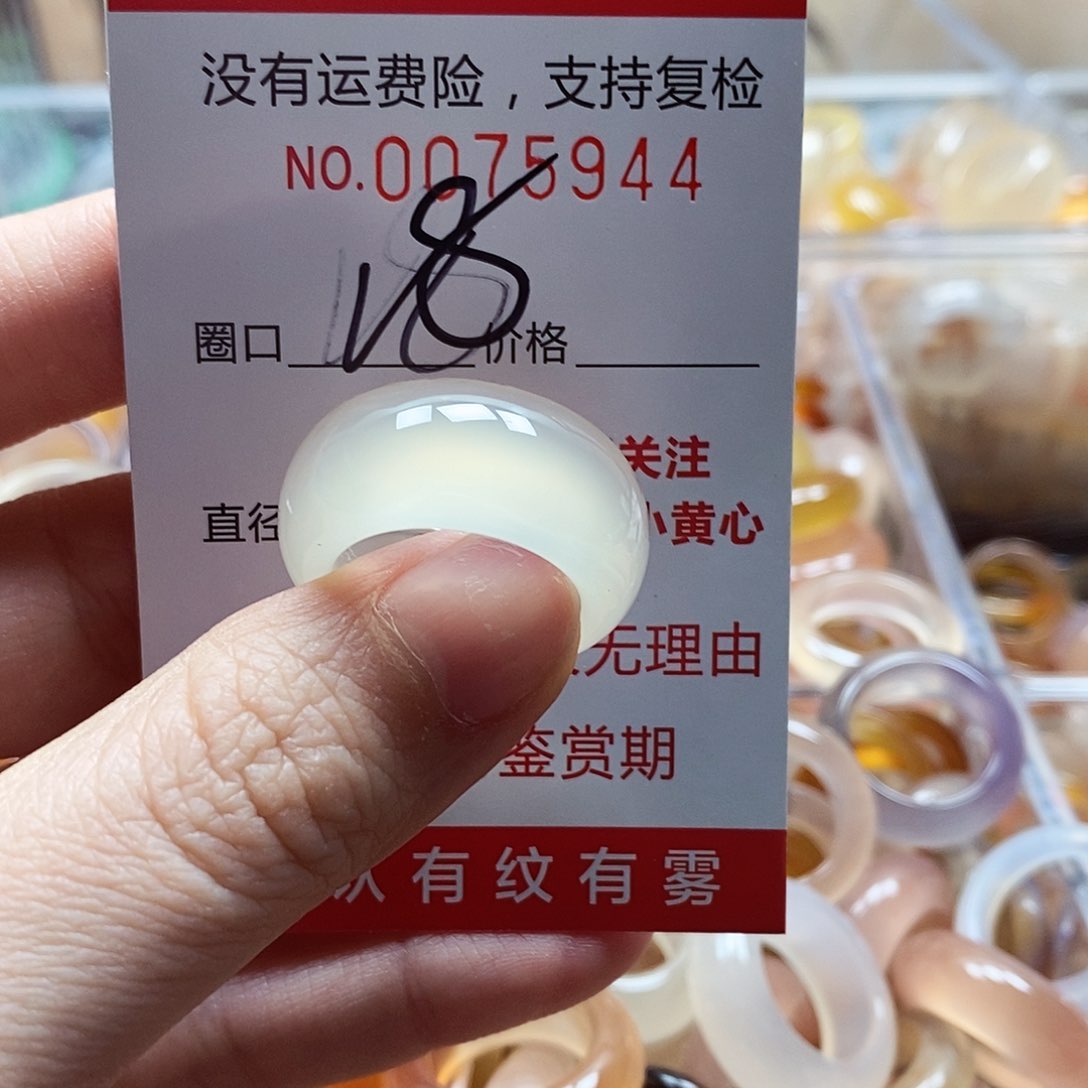 没有运费险，支持复检
NO.0075944
18
圈口 价格
关注
直径
小黄心
无理由
鉴赏期
有纹有雾